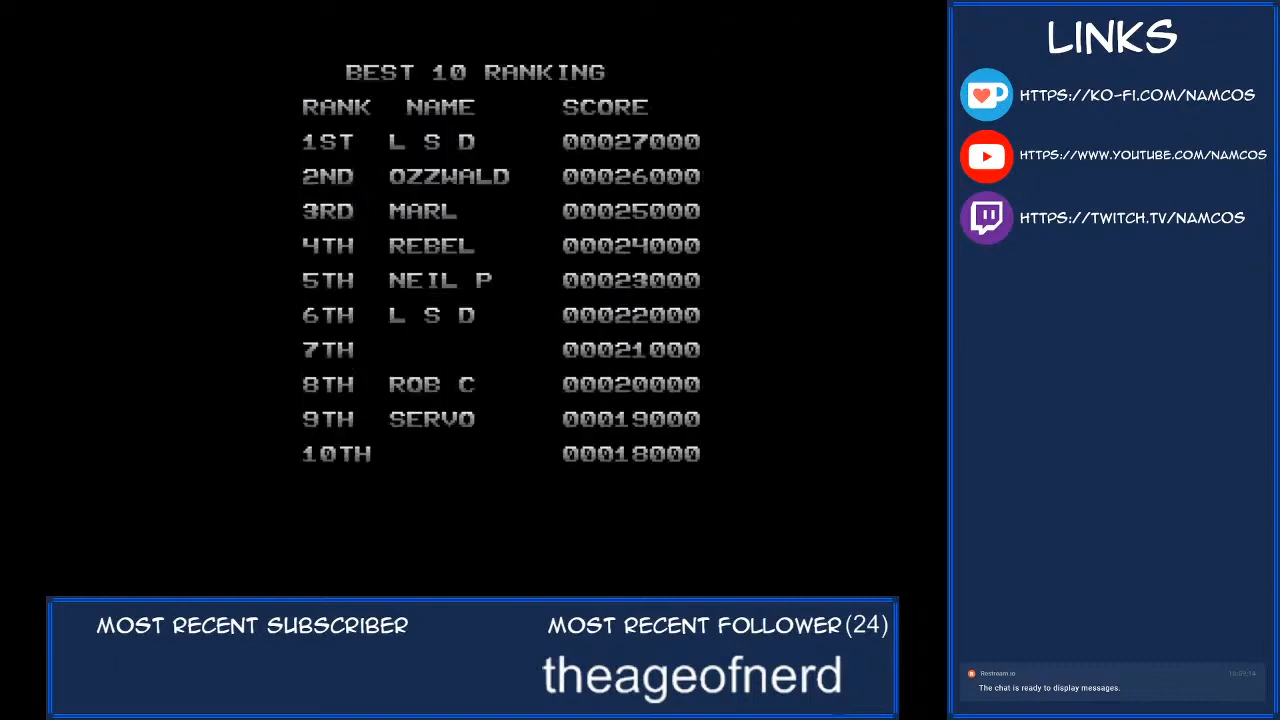 BEST 10 RANKING
RANK NAME SCORE
1ST L S D 00027000
2ND OZZWALD 00026000
3RD MARL 00025000
4TH REBEL 00024000
5TH NEIL P 00023000
6TH L S D 00022000
7TH 00021000
8TH ROB C 00020000
9TH SERVO 00019000
10TH 00018000
MOST RECENT SUBSCRIBER
MOST RECENT FOLLOWER (24)
theageofnerd
LINKS
HTTPS://KO-FI.COM/NAMCOS
HTTPS://WWW.YOUTUBE.COM/NAMCOS
HTTPS://TWITCH.TV/NAMCOS
Restream.io
The chat is ready to display messages.